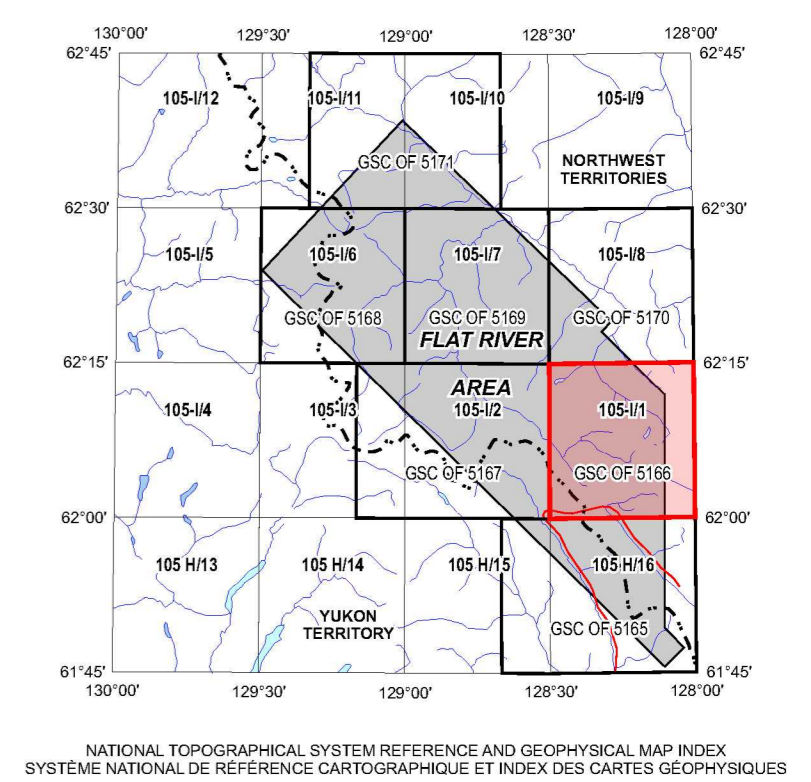 130°00' 129°30' 129°00' 128°30' 128°00'
62°45' 62°45'
105-I/12 105-I/11 105-I/10 105-I/9
GSC OF 5171
NORTHWEST
TERRITORIES
62°30' 62°30'
105-I/5 105-I/6 105-I/7 105-I/8
GSC OF 5168 GSC OF 5169 GSC OF 5170
FLAT RIVER
62°15' 62°15'
AREA
105-I/4 105-I/3 105-I/2 105-I/1
GSC OF 5167 GSC OF 5166
62°00' 62°00'
105 H/13 105 H/14 105 H/15 105 H/16
YUKON
TERRITORY
GSC OF 5165
61°45' 61°45'
130°00' 129°30' 129°00' 128°30' 128°00'
NATIONAL TOPOGRAPHICAL SYSTEM REFERENCE AND GEOPHYSICAL MAP INDEX
SYSTÈME NATIONAL DE RÉFÉRENCE CARTOGRAPHIQUE ET INDEX DES CARTES GÉOPHYSIQUES